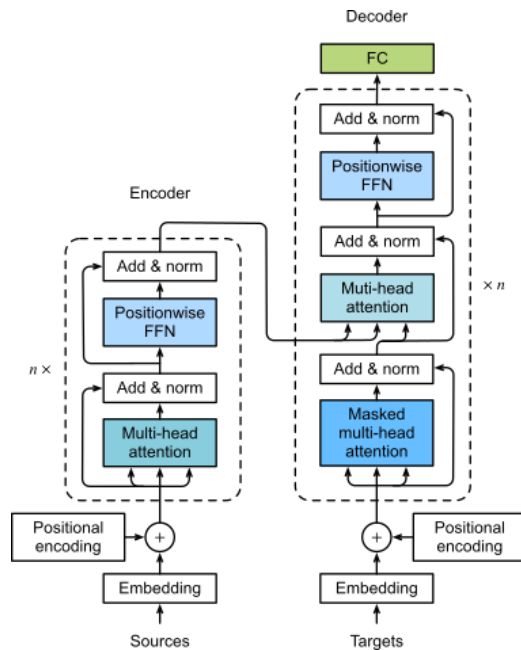 Decoder
FC
Add & norm
Positionwise
FFN
Encoder
Add & norm
Add & norm
Muti-head
attention
× n
Positionwise
FFN
n ×
Add & norm
Add & norm
Multi-head
attention
Masked
multi-head
attention
Positional
encoding
+
+
Positional
encoding
Embedding
Embedding
Sources
Targets